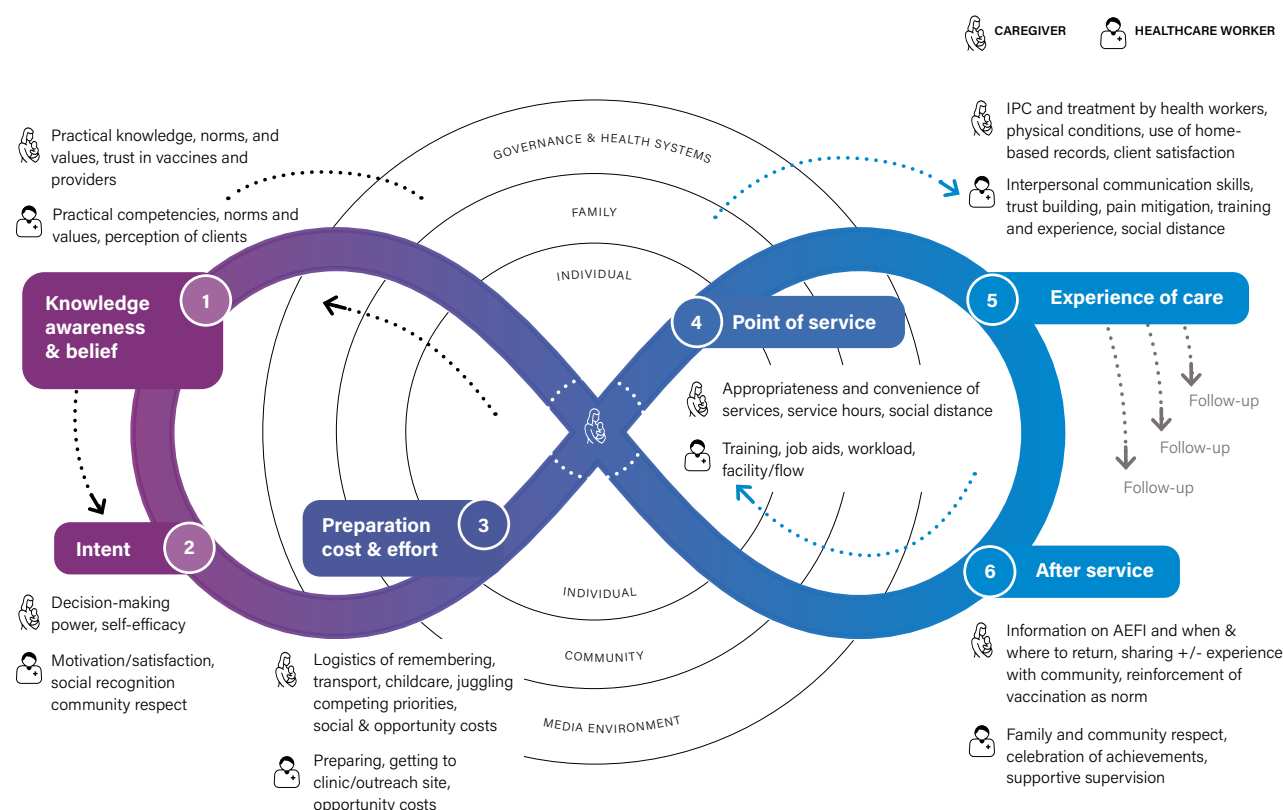 CAREGIVER
HEALTHCARE WORKER
Practical knowledge, norms, and
values, trust in vaccines and
providers
Practical competencies, norms and
values, perception of clients
GOVERNANCE & HEALTH SYSTEMS
FAMILY
INDIVIDUAL
IPC and treatment by health workers,
physical conditions, use of home-
based records, client satisfaction
Interpersonal communication skills,
trust building, pain mitigation, training
and experience, social distance
Knowledge
awareness
& belief
1
4
Point of service
5
Experience of care
Appropriateness and convenience of
services, service hours, social distance
Training, job aids, workload,
facility/flow
Follow-up
Follow-up
Follow-up
Intent
2
Preparation
cost & effort
3
6
After service
INDIVIDUAL
COMMUNITY
MEDIA ENVIRONMENT
Decision-making
power, self-efficacy
Motivation/satisfaction,
social recognition
community respect
Logistics of remembering,
transport, childcare, juggling
competing priorities,
social & opportunity costs
Preparing, getting to
clinic/outreach site,
opportunity costs
Information on AEFI and when &
where to return, sharing +/- experience
with community, reinforcement of
vaccination as norm
Family and community respect,
celebration of achievements,
supportive supervision